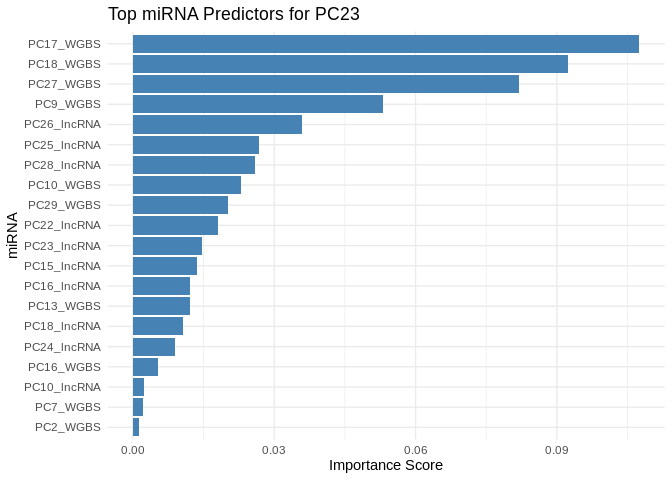 Top miRNA Predictors for PC23
miRNA
PC17_WGBS
PC18_WGBS
PC27_WGBS
PC9_WGBS
PC26_lncRNA
PC25_lncRNA
PC28_lncRNA
PC10_WGBS
PC29_WGBS
PC22_lncRNA
PC23_lncRNA
PC15_lncRNA
PC16_lncRNA
PC13_WGBS
PC18_lncRNA
PC24_lncRNA
PC16_WGBS
PC10_lncRNA
PC7_WGBS
PC2_WGBS
0.00 0.03 0.06 0.09
Importance Score